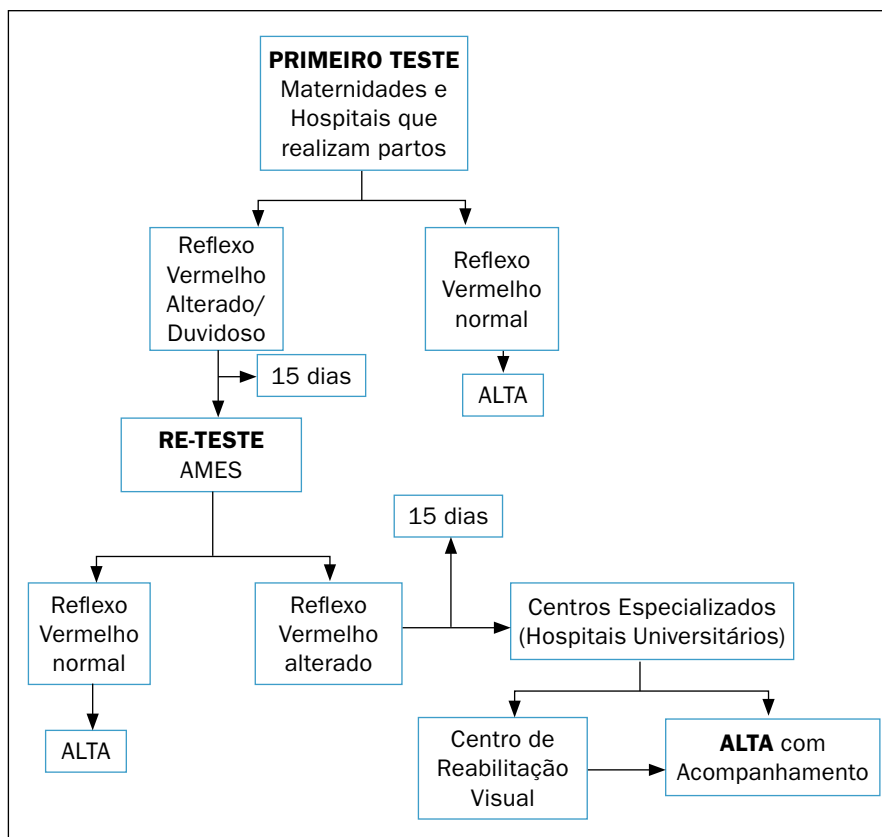 PRIMEIRO TESTE
Maternidades e
Hospitais que
realizam partos
Reflexo
Vermelho
Alterado/
Duvidoso
Reflexo
Vermelho
normal
15 dias
ALTA
RE-TESTE
AMES
15 dias
Reflexo
Vermelho
normal
Reflexo
Vermelho
alterado
Centros Especializados
(Hospitais Universitários)
ALTA
Centro de
Reabilitação
Visual
ALTA com
Acompanhamento